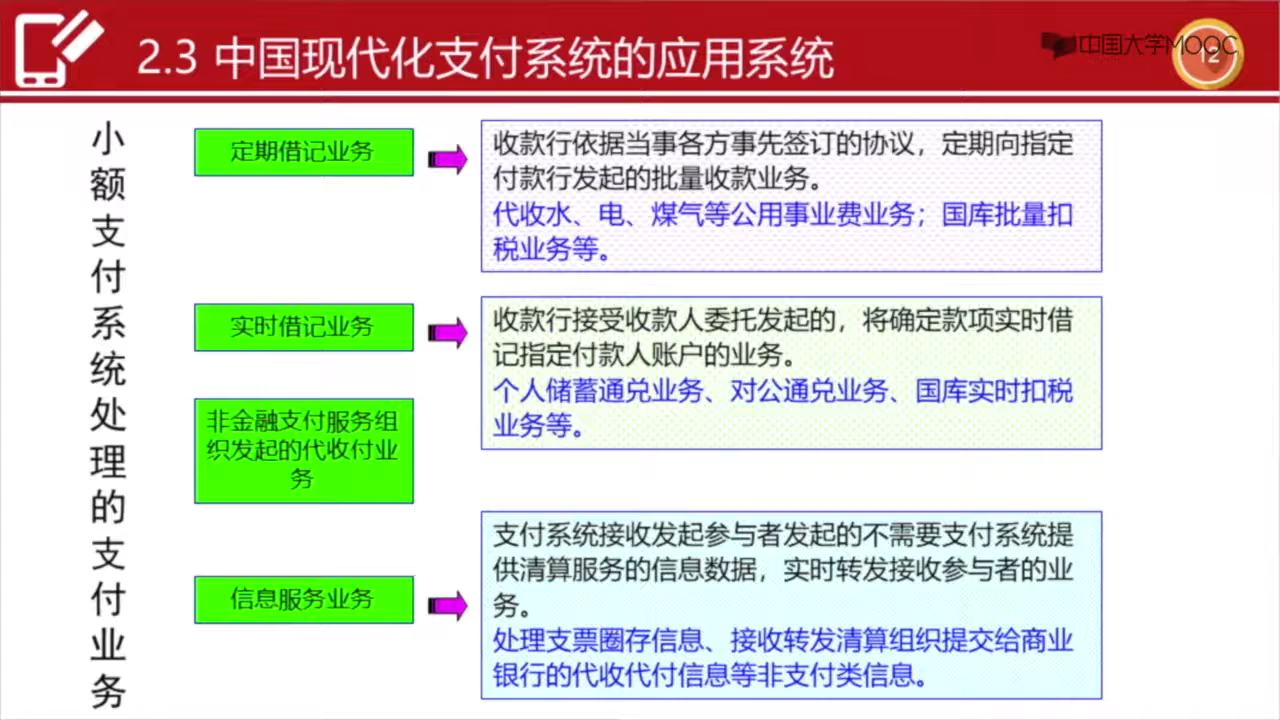 2.3 中国现代化支付系统的应用系统
中国大学MOOC
12
小额支付系统处理的支付业务
定期借记业务
收款行依据当事各方事先签订的协议，定期向指定
付款行发起的批量收款业务。
代收水、电、煤气等公用事业费业务；国库批量扣
税业务等。
实时借记业务
收款行接受收款人委托发起的，将确定款项实时借
记指定付款人账户的业务。
个人储蓄通兑业务、对公通兑业务、国库实时扣税
业务等。
非金融支付服务组
织发起的代收付业
务
信息服务业务
支付系统接收发起参与者发起的不需要支付系统提
供清算服务的信息数据，实时转发接收参与者的业
务。
处理支票圈存信息、接收转发清算组织提交给商业
银行的代收代付信息等非支付类信息。